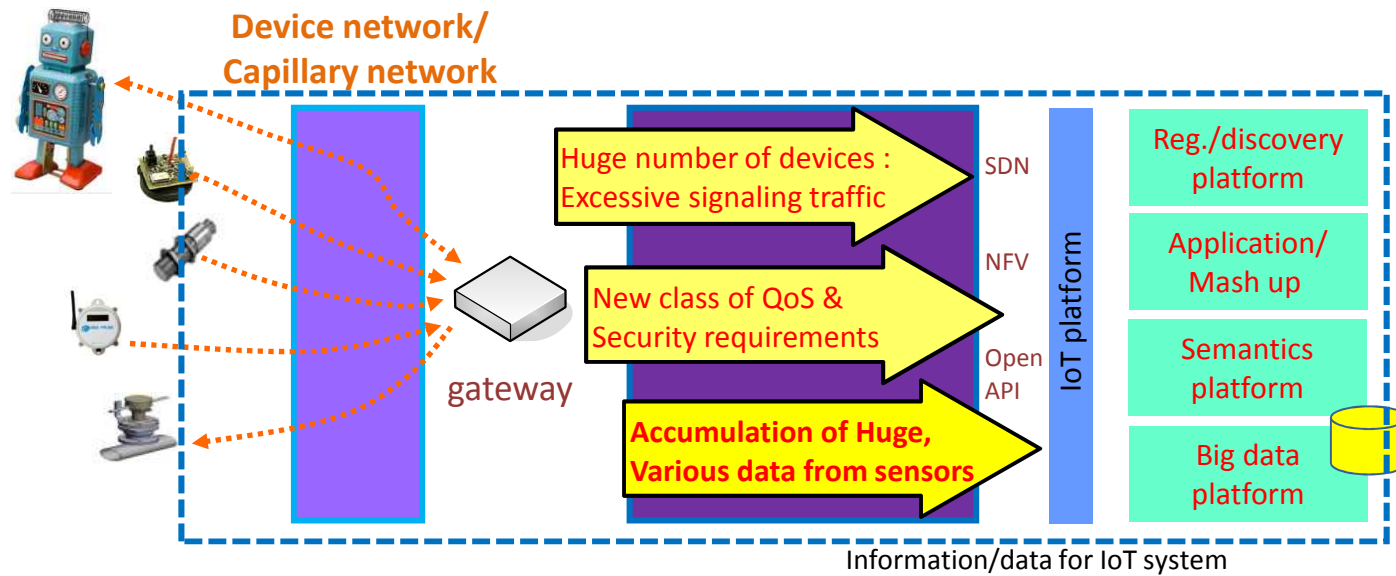 Device network/
Capillary network
Huge number of devices :
Excessive signaling traffic
SDN
New class of QoS &
Security requirements
NFV
gateway
Open
API
Accumulation of Huge,
Various data from sensors
IoT platform
Reg./discovery
platform
Application/
Mash up
Semantics
platform
Big data
platform
Information/data for IoT system